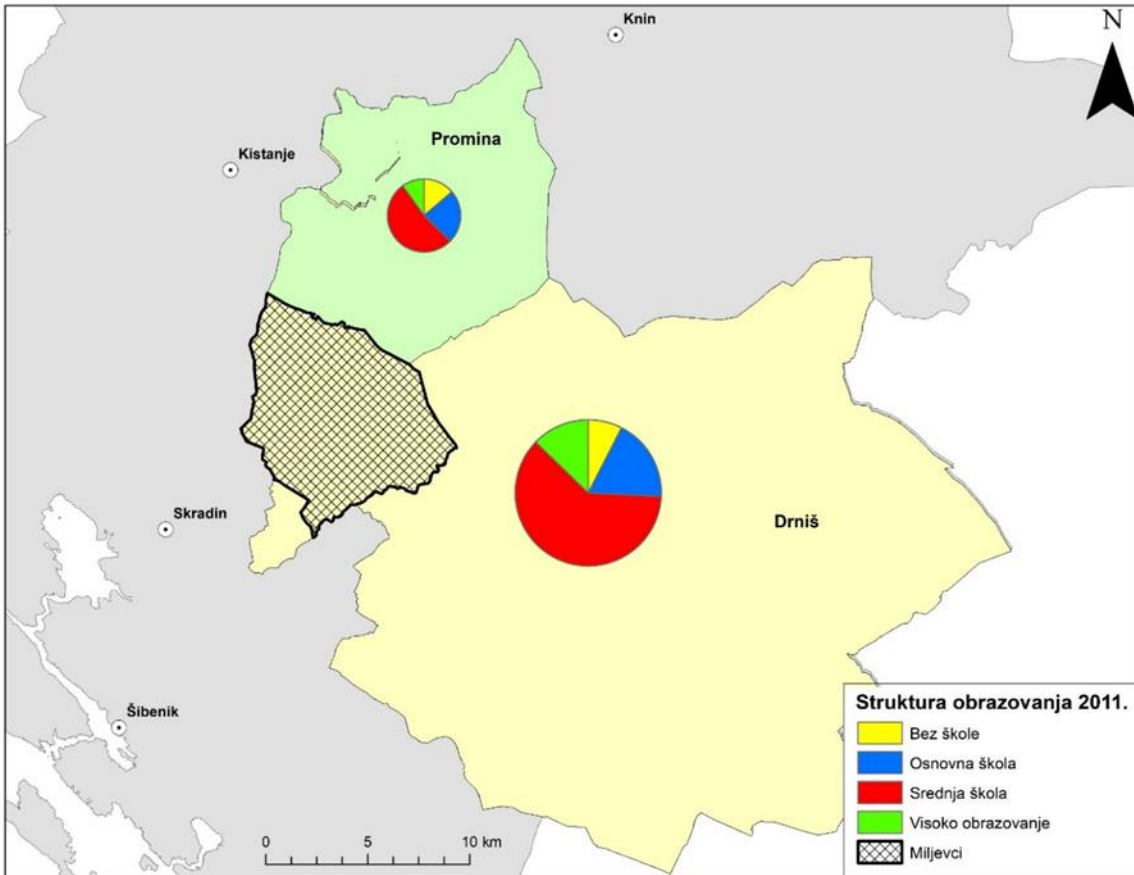 Knin
N
Promina
Kistanje
Skradin
Drniš
Šibenik
0 5 10 km
Struktura obrazovanja 2011.
Bez škole
Osnovna škola
Srednja škola
Visoko obrazovanje
Miljevci